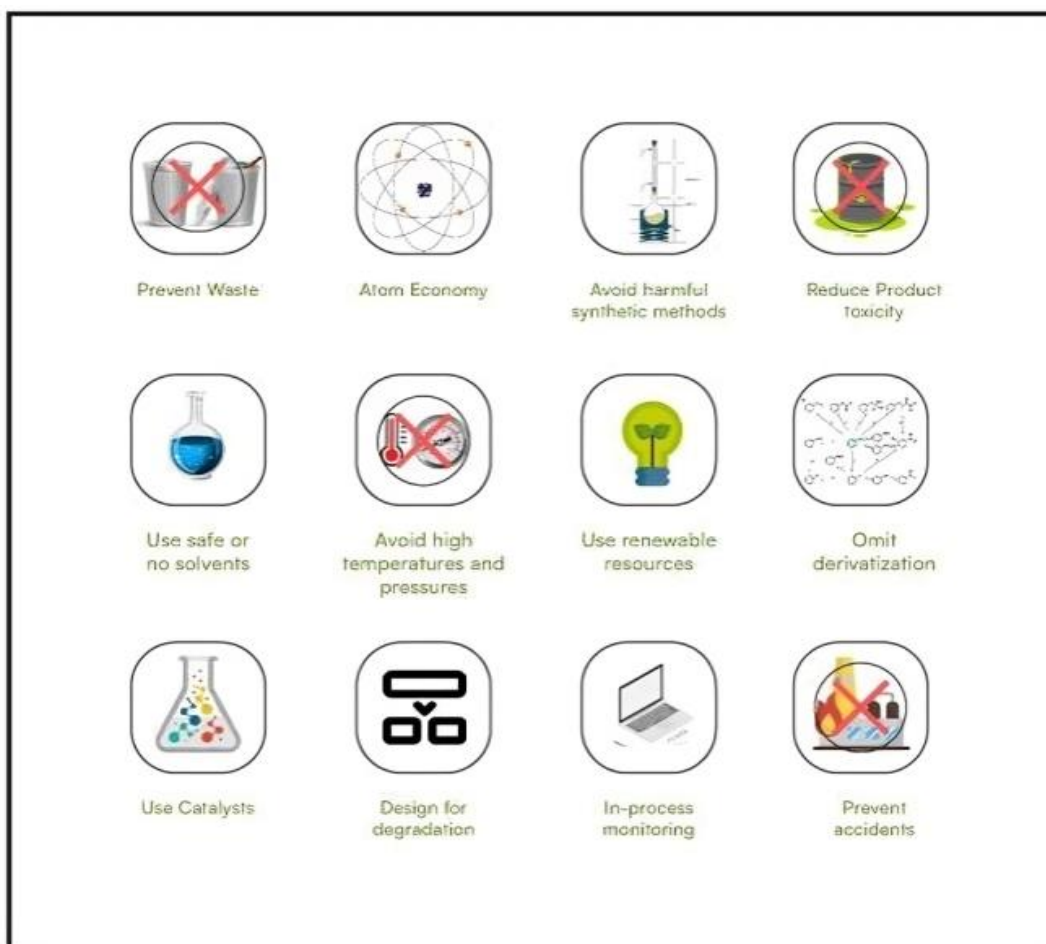 Prevent Waste
Atom Economy
Avoid harmful
synthetic methods
Reduce Product
toxicity
Use safe or
no solvents
Avoid high
temperatures and
pressures
Use renewable
resources
Omit
derivatization
Use Catalysts
Design for
degradation
In-process
monitoring
Prevent
accidents